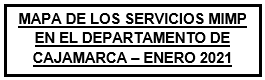 MAPA DE LOS SERVICIOS MIMP
EN EL DEPARTAMENTO DE
CAJAMARCA – ENERO 2021